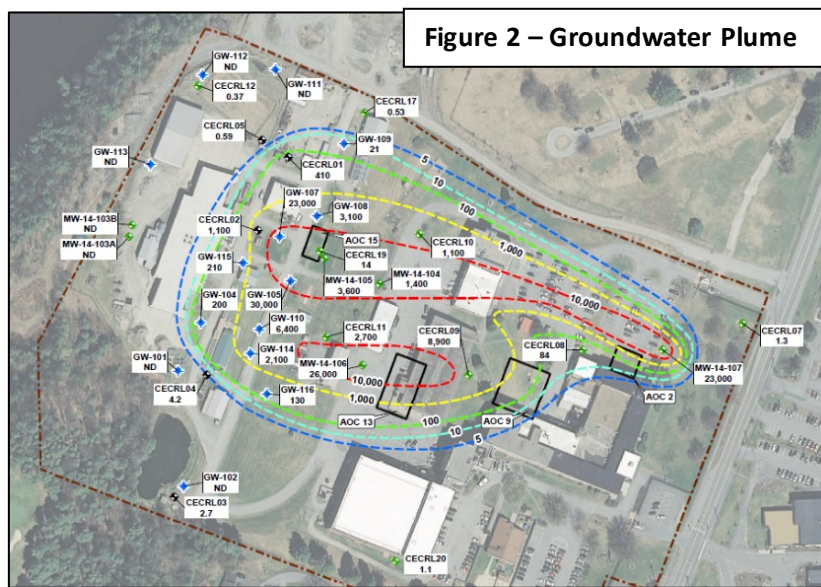 Figure 2 – Groundwater Plume
GW-112
ND
GW-111
ND
CECRL12
0.37
CECRL17
0.53
CECRL05
0.59
GW-109
21
5
10
100
1,000
10,000
GW-113
ND
CECRL01
410
GW-107
23,000
GW-108
3,100
MW-14-103B
ND
MW-14-103A
ND
CECRL02
1,100
AOC 15
CECRL10
1,100
CECRL19
14
GW-115
210
MW-14-105
3,600
MW-14-104
1,400
GW-105
30,000
GW-104
200
GW-110
6,400
CECRL11
2,700
CECRL09
8,900
CECRL08
84
CECRL07
1.3
GW-114
2,100
GW-101
ND
MW-14-106
26,000
10,000
MW-14-107
23,000
CECRL04
4.2
GW-116
130
1,000
AOC 2
AOC 13
100
AOC 9
10
5
GW-102
ND
CECRL03
2.7
CECRL20
1.1